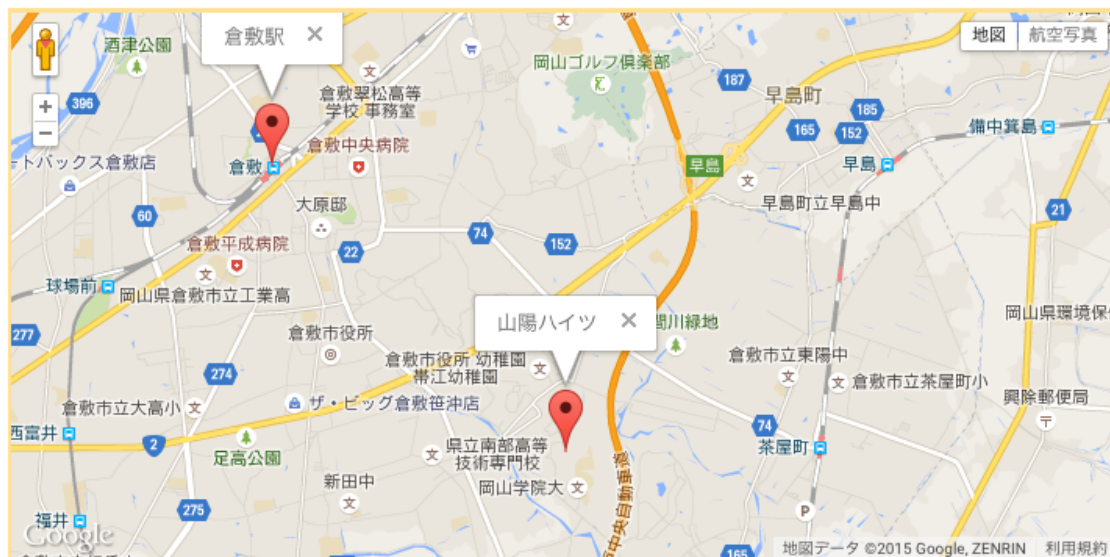 倉敷駅
酒津公園
岡山ゴルフ倶楽部
地図
航空写真
187
早島町
185
396
倉敷翠松高等
学校 事務室
165
152
備中箕島
倉敷中央病院
ートバックス倉敷店
倉敷
早島
早島
大原邸
早島町立早島中
60
21
74
152
22
倉敷平成病院
球場前
岡山県倉敷市立工業高
277
山陽ハイツ
間川緑地
岡山県環境保
倉敷市役所
倉敷市役所 幼稚園
帯江幼稚園
倉敷市立東陽中
274
倉敷市立茶屋町小
倉敷市立大高小
ザ・ビッグ倉敷笹沖店
興除郵便局
西富井
2
足高公園
県立南部高等
技術専門校
74
茶屋町
新田中
岡山学院大
275
福井
P
中央自動車道
Google
165
地図データ ©2015 Google, ZENRIN
利用規約